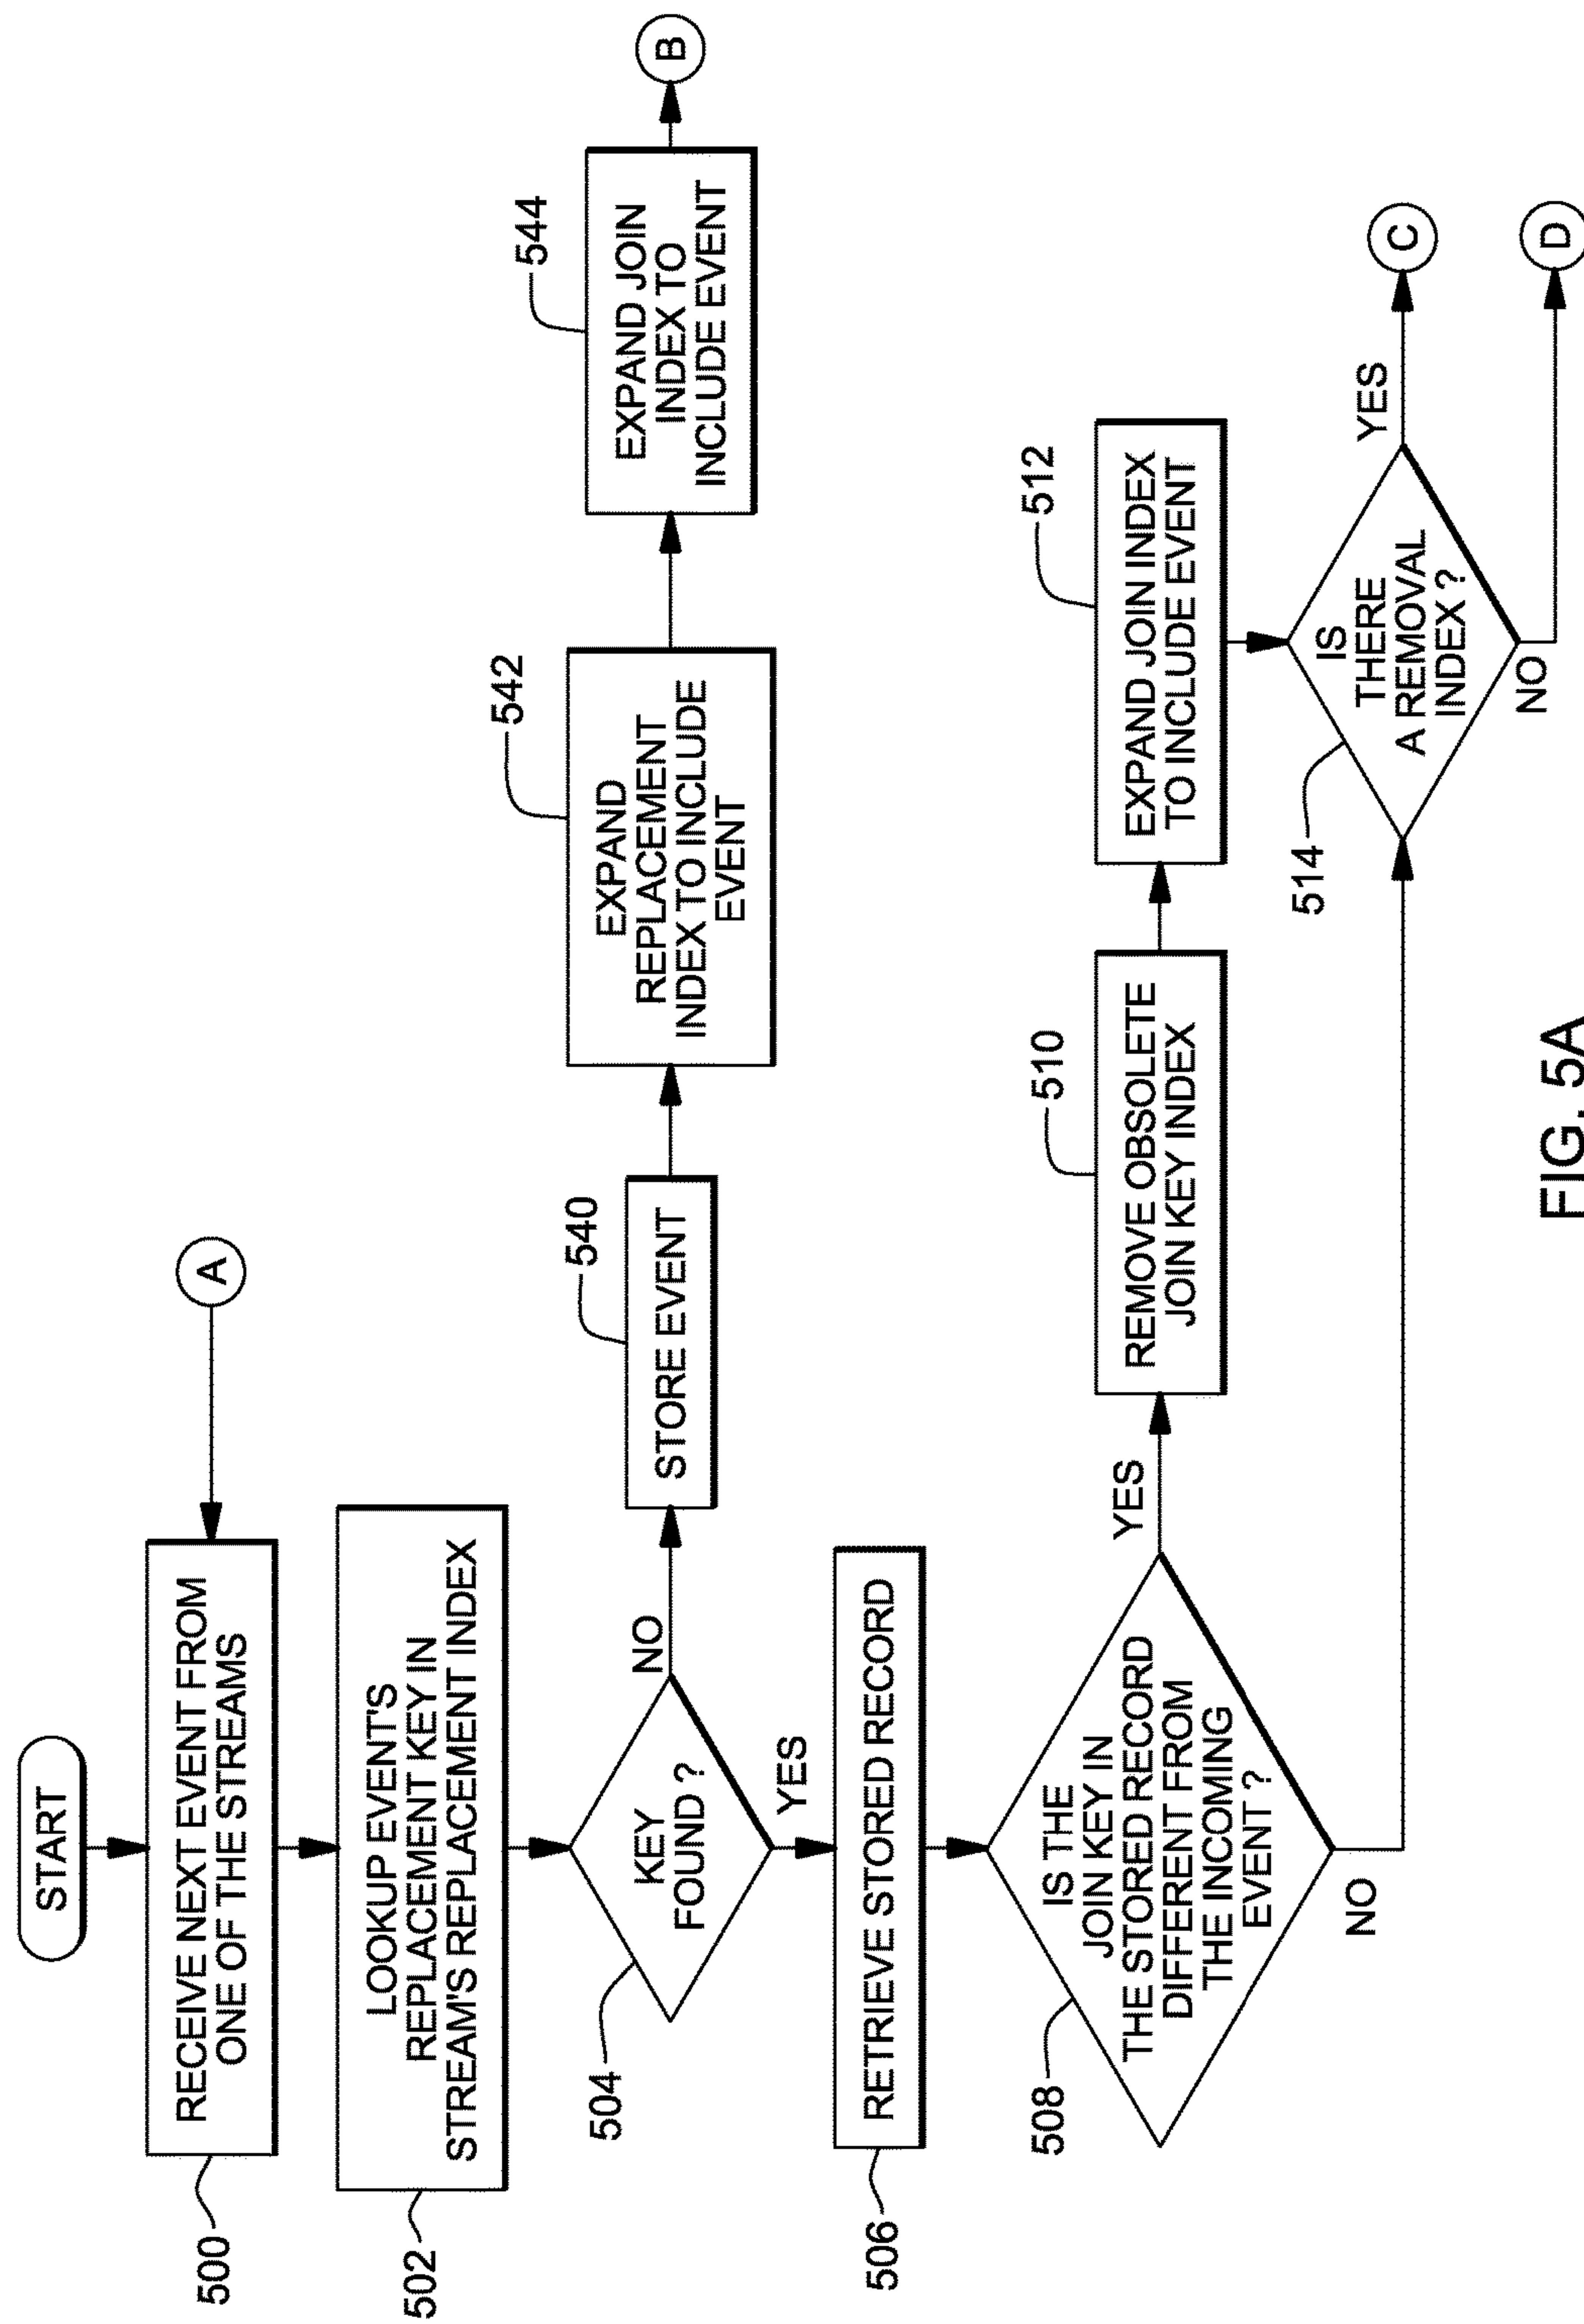 START
A
RECEIVE NEXT EVENT FROM
ONE OF THE STREAMS
500
LOOKUP EVENT'S
REPLACEMENT KEY IN
STREAM'S REPLACEMENT INDEX
502
KEY
FOUND ?
504
NO
YES
STORE EVENT
540
EXPAND
REPLACEMENT
INDEX TO INCLUDE
EVENT
542
EXPAND JOIN
INDEX TO
INCLUDE EVENT
544
B
RETRIEVE STORED RECORD
506
IS THE
JOIN KEY IN
THE STORED RECORD
DIFFERENT FROM
THE INCOMING
EVENT ?
508
YES
NO
REMOVE OBSOLETE
JOIN KEY INDEX
510
EXPAND JOIN INDEX
TO INCLUDE EVENT
512
IS
THERE
A REMOVAL
INDEX ?
514
YES
NO
C
D
FIG. 5A